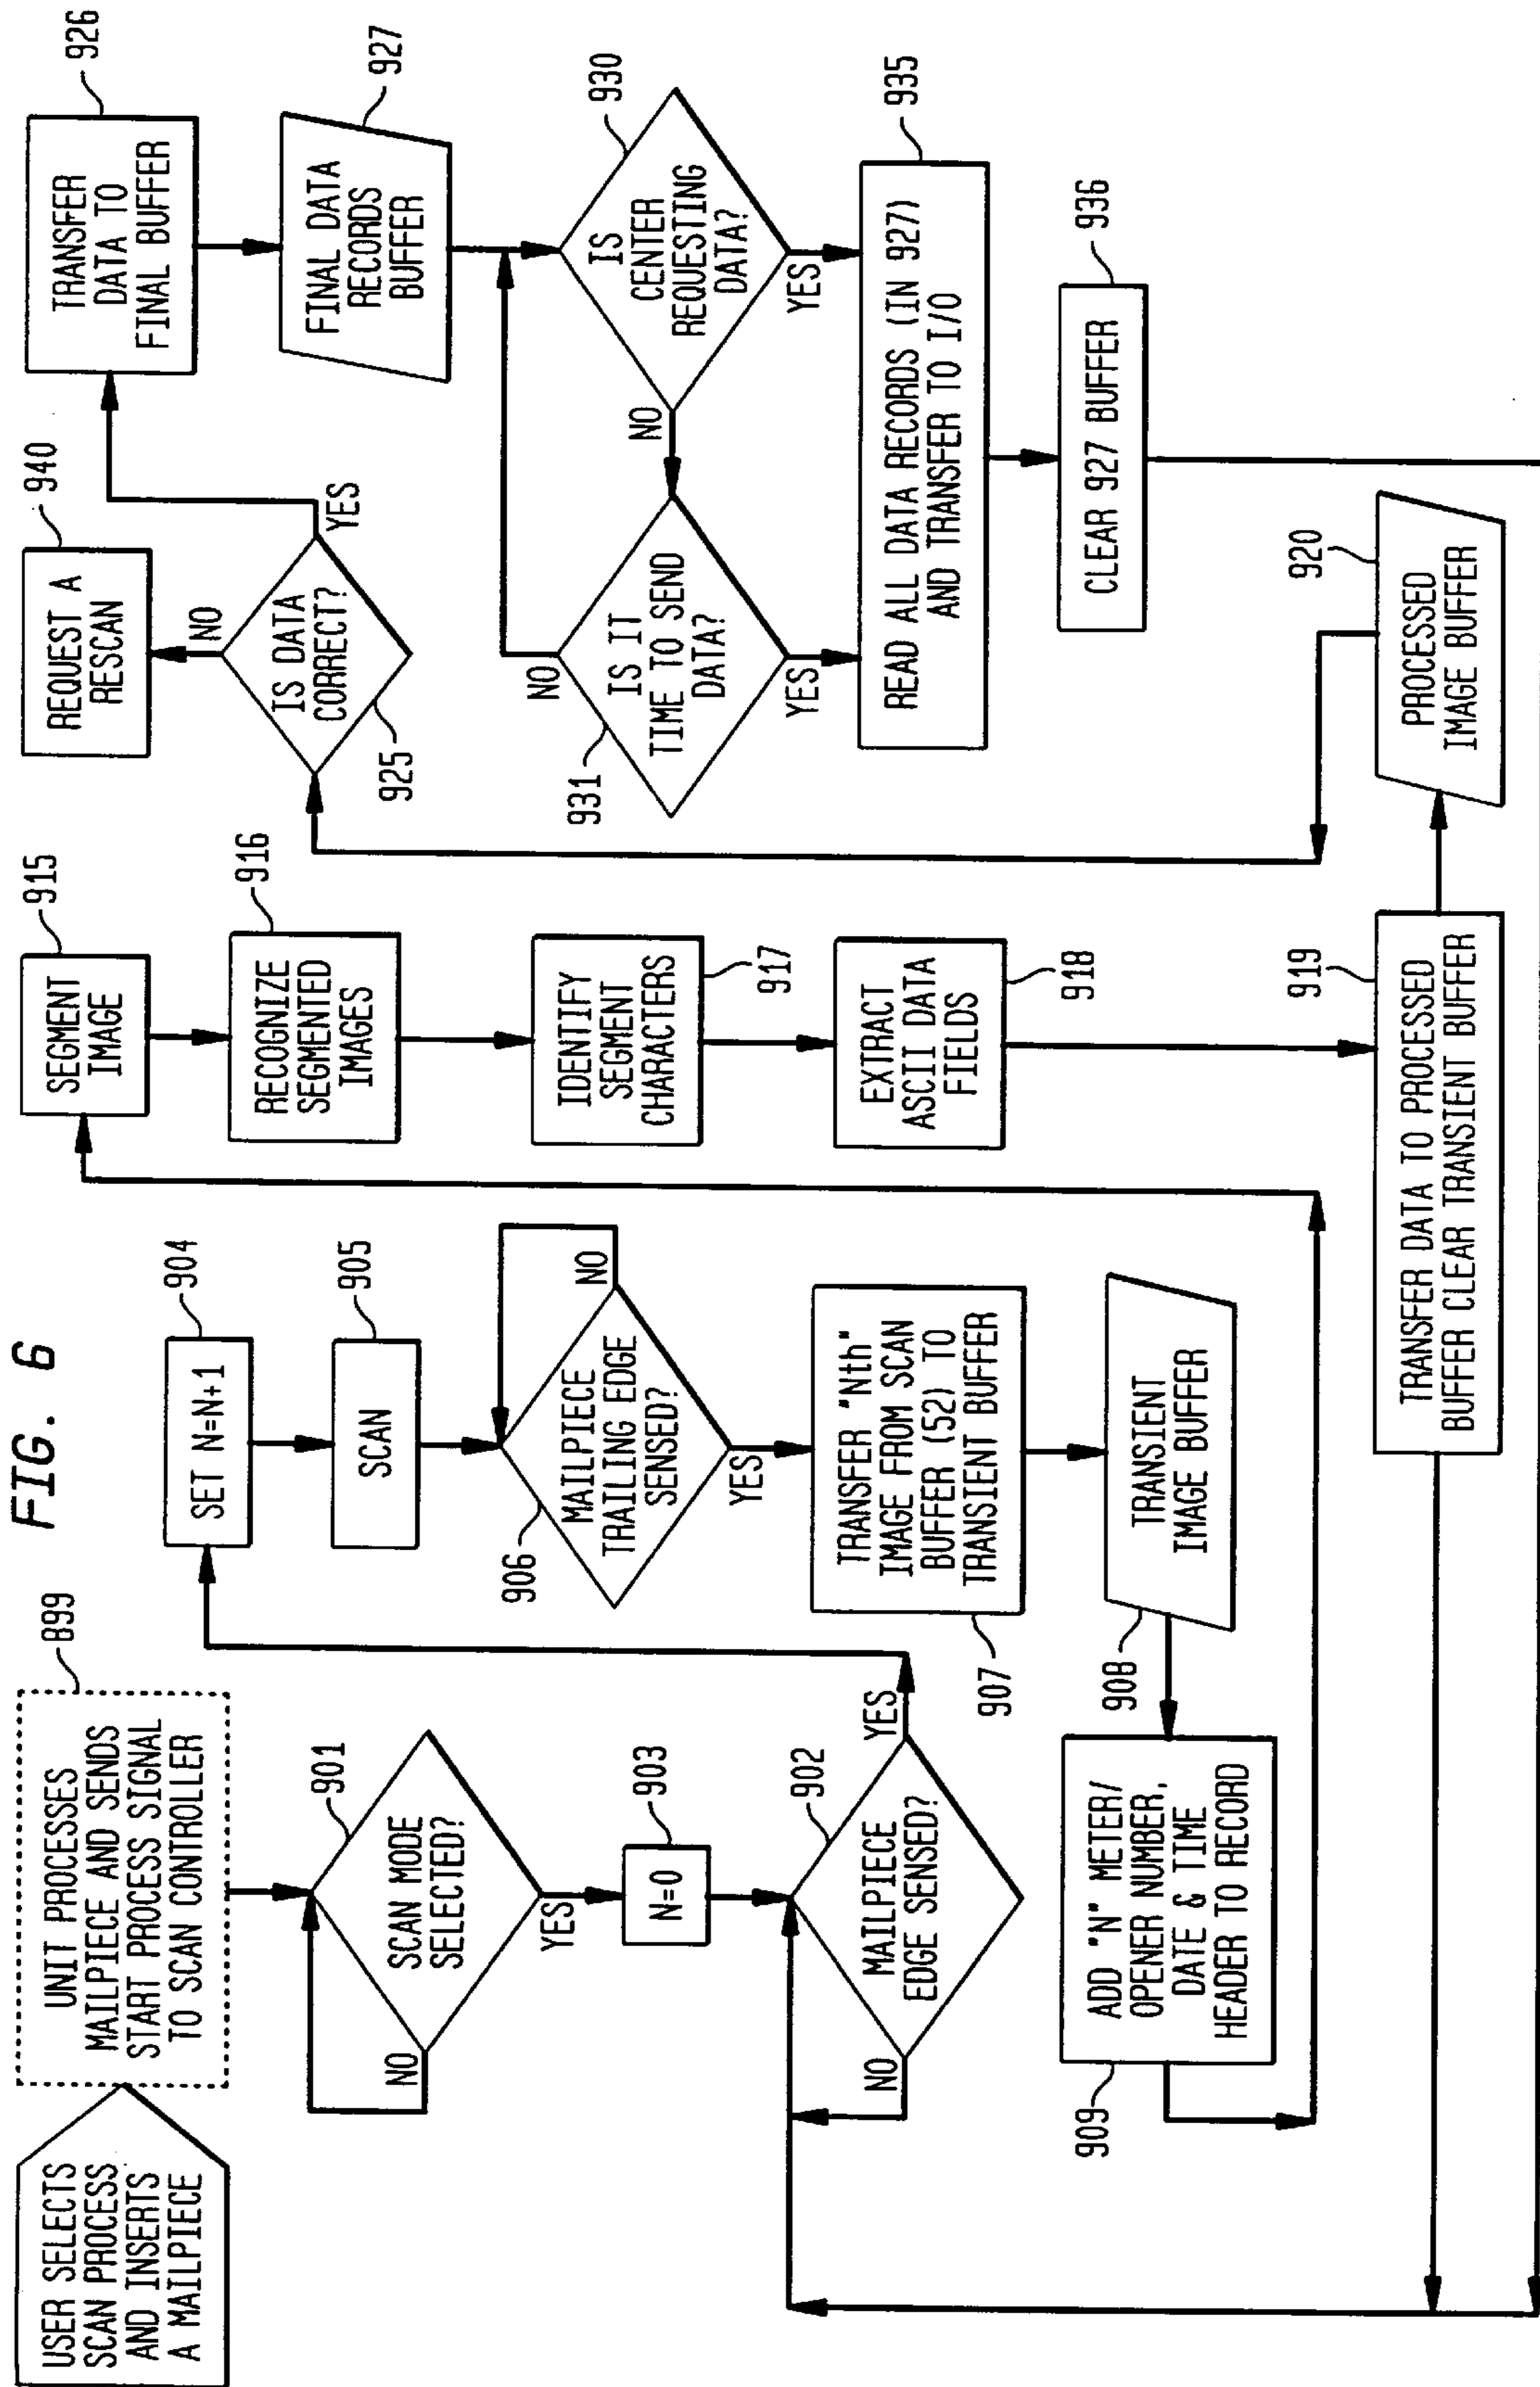 FIG. 6
USER SELECTS
SCAN PROCESS
AND INSERTS
A MAILPIECE
899
UNIT PROCESSES
MAILPIECE AND SENDS
START PROCESS SIGNAL
TO SCAN CONTROLLER
901
SCAN MODE
SELECTED?
NO
YES
903
N=0
902
MAILPIECE
EDGE SENSED?
NO
YES
904
SET N=N+1
905
SCAN
906
MAILPIECE
TRAILING EDGE
SENSED?
NO
YES
907
TRANSFER "Nth"
IMAGE FROM SCAN
BUFFER (52) TO
TRANSIENT BUFFER
908
TRANSIENT
IMAGE BUFFER
909
ADD "N" METER/
OPENER NUMBER,
DATE & TIME
HEADER TO RECORD
915
SEGMENT
IMAGE
916
RECOGNIZE
SEGMENTED
IMAGES
917
IDENTIFY
SEGMENT
CHARACTERS
918
EXTRACT
ASCII DATA
FIELDS
919
TRANSFER DATA TO PROCESSED
BUFFER CLEAR TRANSIENT BUFFER
920
PROCESSED
IMAGE BUFFER
925
IS DATA
CORRECT?
NO
YES
940
REQUEST A
RESCAN
926
TRANSFER
DATA TO
FINAL BUFFER
927
FINAL DATA
RECORDS
BUFFER
930
IS
CENTER
REQUESTING
DATA?
NO
YES
931
IS IT
TIME TO SEND
DATA?
NO
YES
935
READ ALL DATA RECORDS (IN 927)
AND TRANSFER TO I/O
936
CLEAR 927 BUFFER